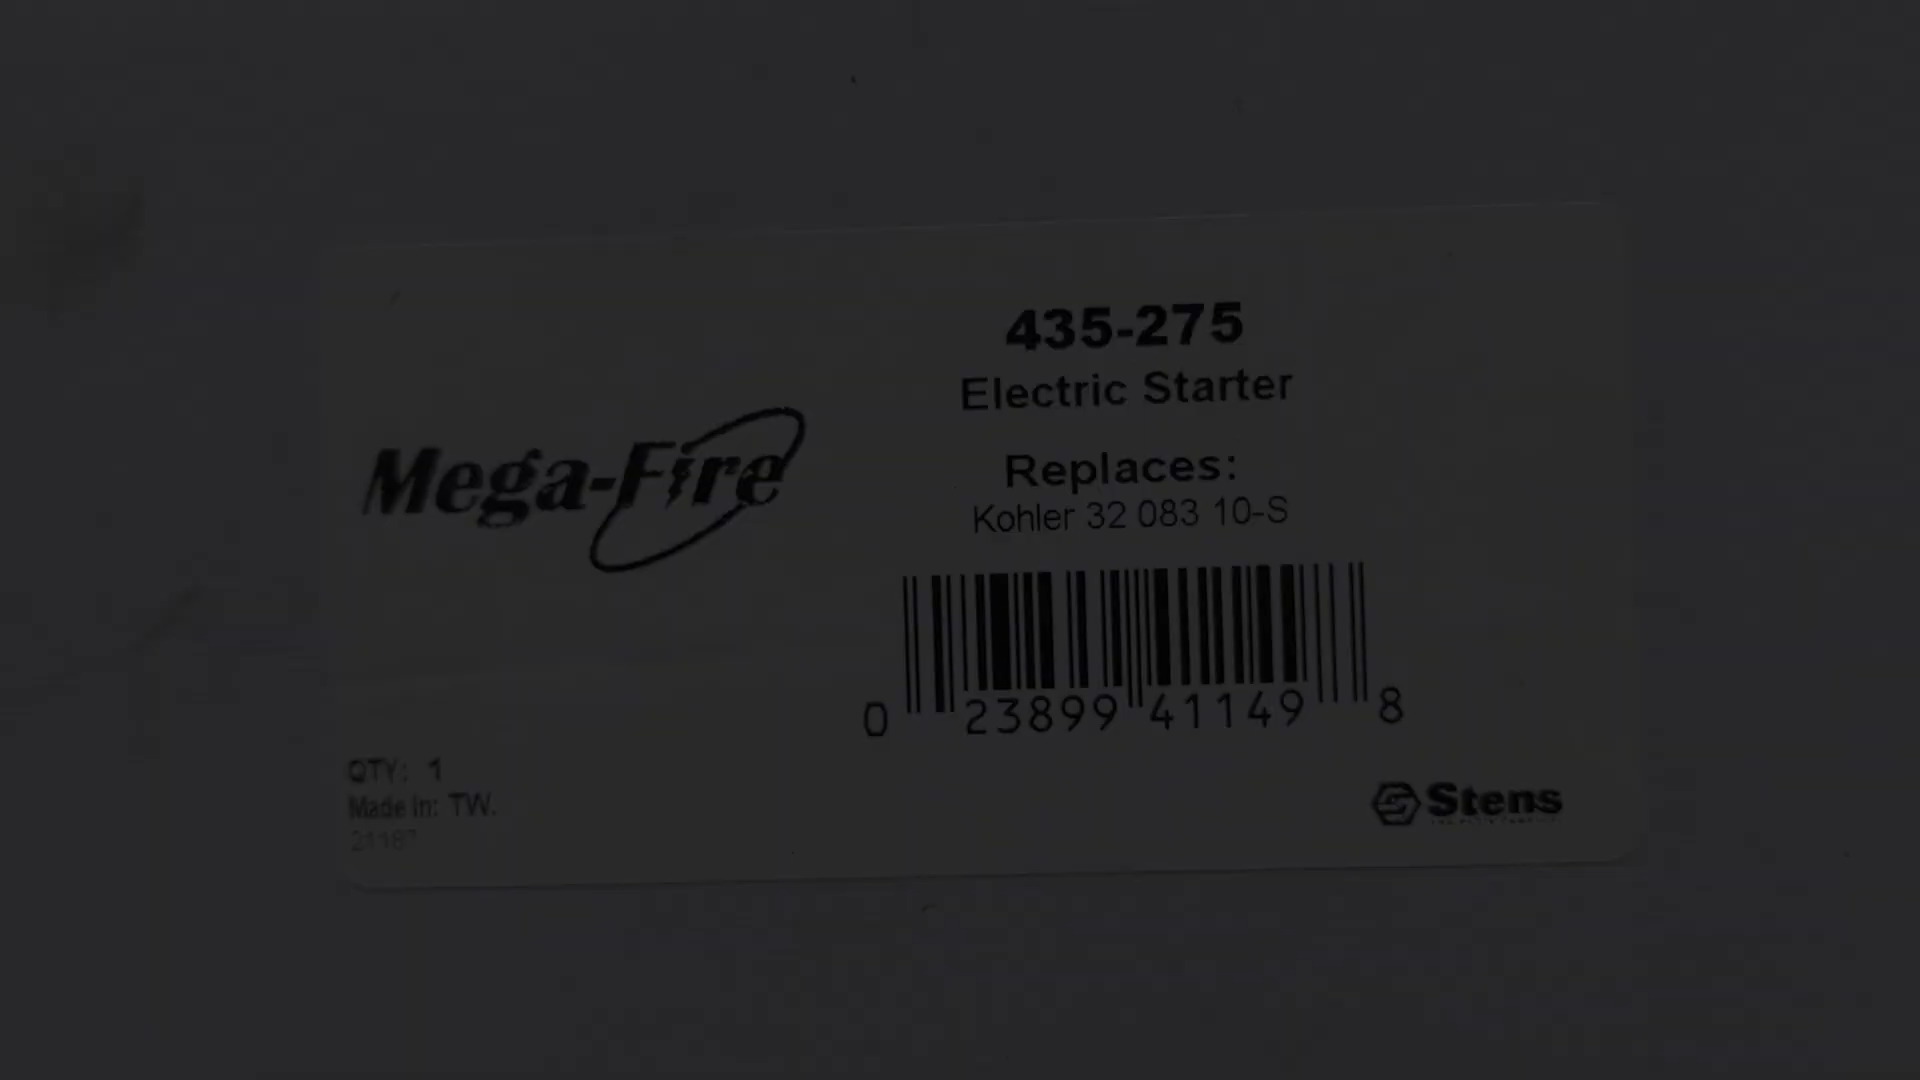 435-275
Electric Starter
Mega-Fire
Replaces:
Kohler 32 083 10-S
0 23899 41149 8
QTY: 1
Made in: TW.
Stens